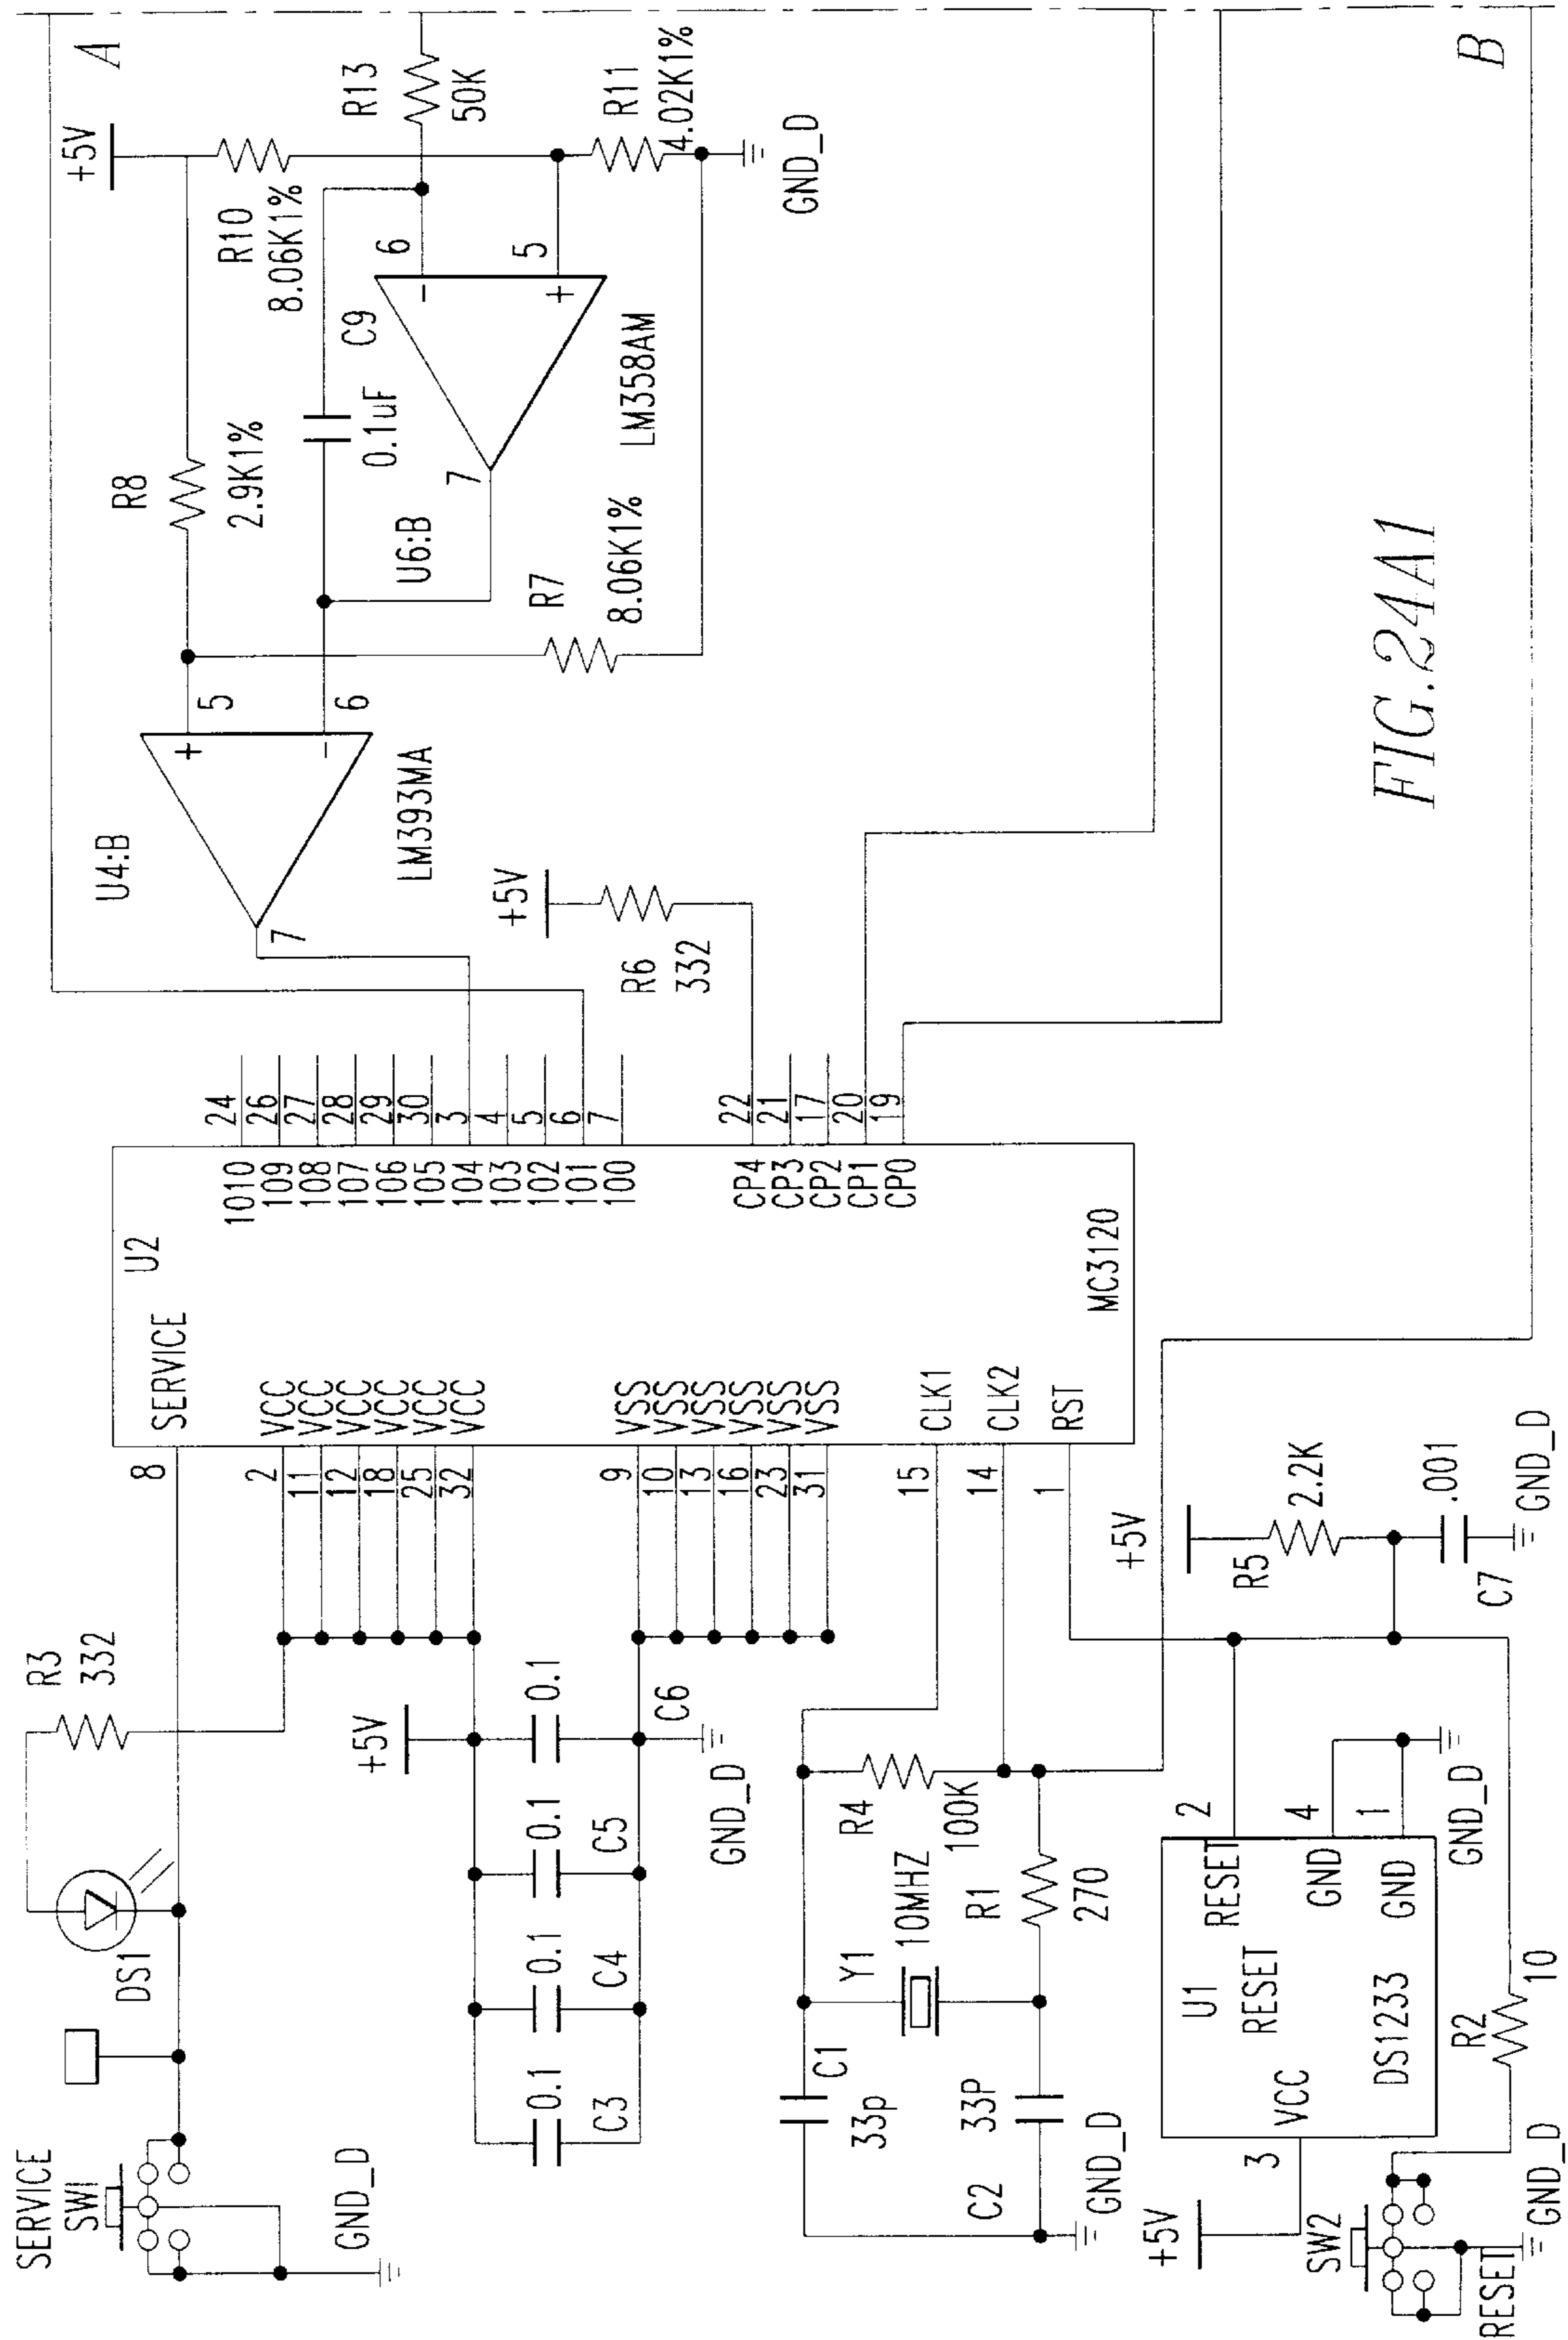 SERVICE
SW1
GND_D
DS1
R3
332
8
SERVICE
U2
2
11
12
18
25
32
VCC
VCC
VCC
VCC
VCC
VCC
+5V
0.1
0.1
0.1
0.1
C3
C4
C5
C6
GND_D
9
10
13
16
23
31
VSS
VSS
VSS
VSS
VSS
VSS
15
CLK1
14
CLK2
1
RST
MC3120
1010
109
108
107
106
105
104
103
102
101
100
24
26
27
28
29
30
3
4
5
6
7
CP4
CP3
CP2
CP1
CP0
22
21
17
20
19
C1
33p
33P
C2
GND_D
Y1
10MHZ
R4
100K
R1
270
+5V
3
VCC
U1
RESET
DS1233
RESET
GND
GND
2
4
1
GND_D
+5V
R5
2.2K
.001
C7
GND_D
R2
10
SW2
RESET
GND_D
U4:B
+
-
5
6
7
LM393MA
+5V
R6
332
R8
2.9K1%
+5V
R10
8.06K1%
C9
0.1uF
U6:B
7
-
+
6
5
LM358AM
R7
8.06K1%
R13
50K
R11
4.02K1%
GND_D
A
B
FIG.24A1